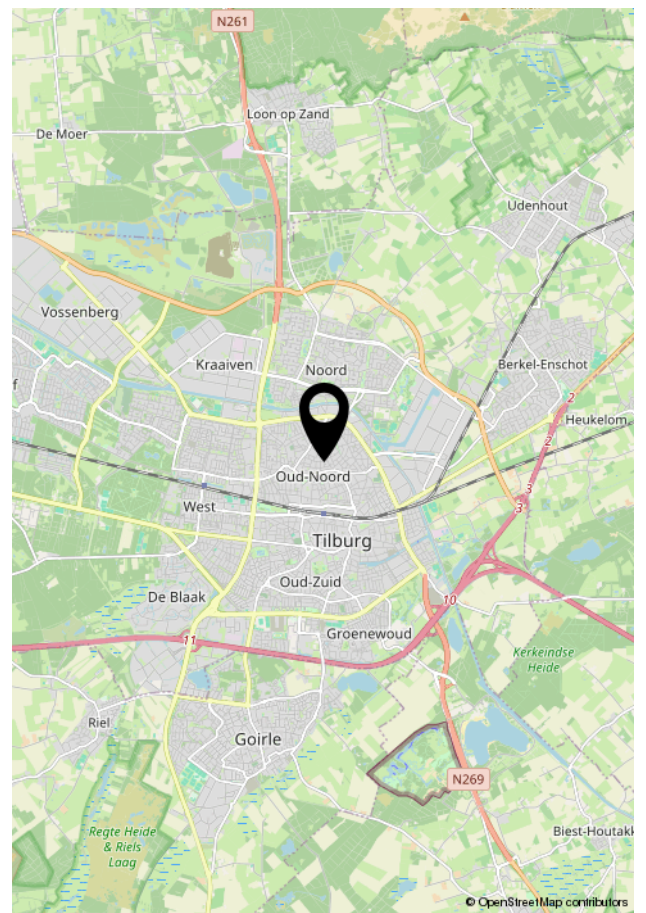 N261
Loon op Zand
De Moer
Udenhout
Vossenberg
Kraaiven
Noord
Berkel-Enschot
f
2
Heukelom
2
Oud-Noord
3
3
West
Tilburg
Oud-Zuid
De Blaak
10
Groenewoud
11
Kerkeindse
Heide
Riel
Goirle
N269
Regte Heide
& Riels
Laag
Biest-Houtakk
© OpenStreetMap contributors